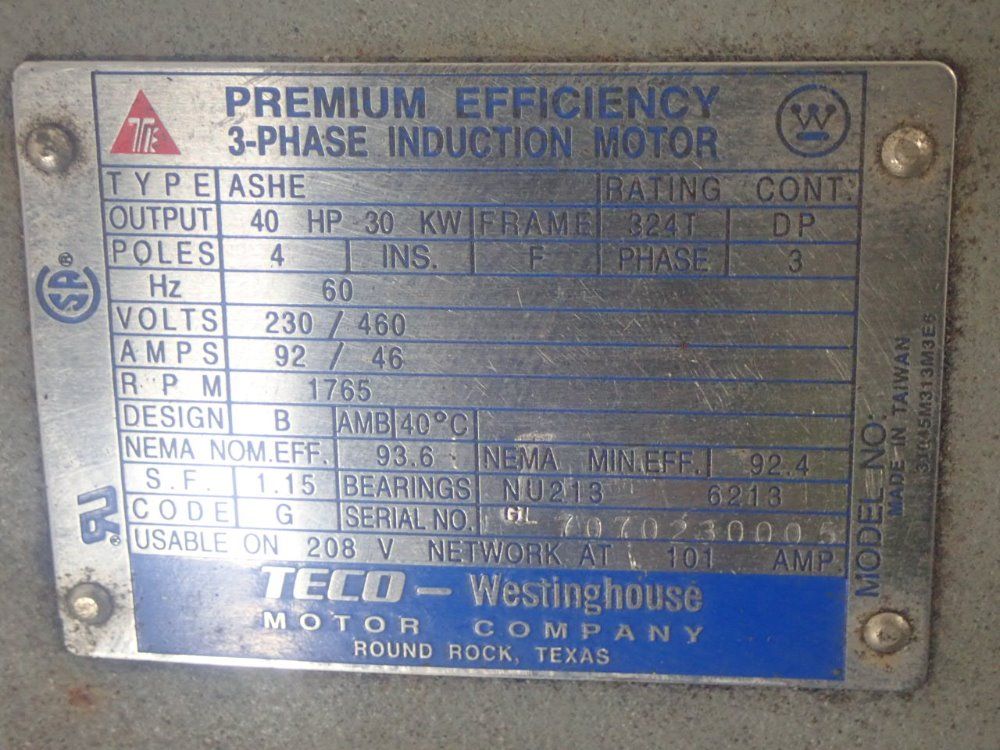 PREMIUM EFFICIENCY
3-PHASE INDUCTION MOTOR
TYPE ASHE RATING CONT.
OUTPUT 40 HP 30 KW FRAME 324T DP
POLES 4 INS. F PHASE 3
Hz 60
VOLTS 230 / 460
AMPS 92 / 46
RPM 1765
DESIGN B AMB 40°C
NEMA NOM.EFF. 93.6 NEMA MIN.EFF. 92.4
S.F. 1.15 BEARINGS NU213 6213
CODE G SERIAL NO. GL 7070230005
USABLE ON 208 V NETWORK AT 101 AMP
TECO – Westinghouse
MOTOR COMPANY
ROUND ROCK, TEXAS
MODEL NO:
MADE IN TAIWAN